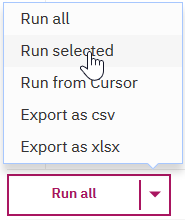 Run all
Run selected
Run from Cursor
Export as csv
Export as xlsx
Run all